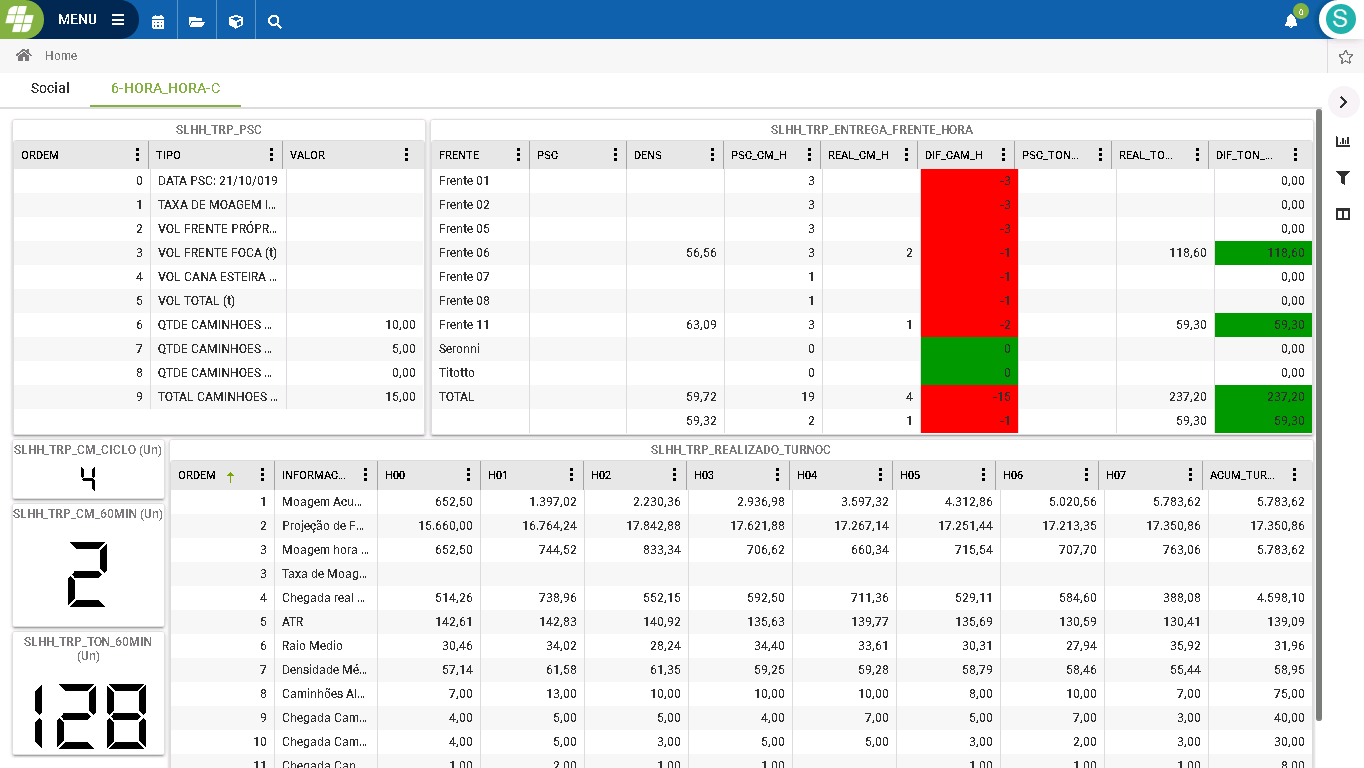 MENU
0
S
Home
Social 6-HORA_HORA-C
SLHH_TRP_PSC
ORDEM TIPO VALOR
0 DATA PSC: 21/10/019
1 TAXA DE MOAGEM I...
2 VOL FRENTE PRÓPR...
3 VOL FRENTE FOCA (t)
4 VOL CANA ESTEIRA ...
5 VOL TOTAL (t)
6 QTDE CAMINHOES ... 10,00
7 QTDE CAMINHOES ... 5,00
8 QTDE CAMINHOES ... 0,00
9 TOTAL CAMINHOES ... 15,00
SLHH_TRP_ENTREGA_FRENTE_HORA
FRENTE PSC DENS PSC_CM_H REAL_CM_H DIF_CAM_H PSC_TON... REAL_TO... DIF_TON_...
Frente 01 3 -3 0,00
Frente 02 3 -3 0,00
Frente 05 3 -3 0,00
Frente 06 56,56 3 2 -1 118,60 118,60
Frente 07 1 -1 0,00
Frente 08 1 -1 0,00
Frente 11 63,09 3 1 -2 59,30 59,30
Seronni 0 0 0,00
Titotto 0 0 0,00
TOTAL 59,72 19 4 -15 237,20 237,20
59,32 2 1 -1 59,30 59,30
SLHH_TRP_CM_CICLO (Un)
4
SLHH_TRP_CM_60MIN (Un)
2
SLHH_TRP_TON_60MIN
(Un)
128
SLHH_TRP_REALIZADO_TURNOC
ORDEM INFORMAC... H00 H01 H02 H03 H04 H05 H06 H07 ACUM_TUR...
1 Moagem Acu... 652,50 1.397,02 2.230,36 2.936,98 3.597,32 4.312,86 5.020,56 5.783,62 5.783,62
2 Projeção de F... 15.660,00 16.764,24 17.842,88 17.621,88 17.267,14 17.251,44 17.213,35 17.350,86 17.350,86
3 Moagem hora ... 652,50 744,52 833,34 706,62 660,34 715,54 707,70 763,06 5.783,62
3 Taxa de Moag...
4 Chegada real ... 514,26 738,96 552,15 592,50 711,36 529,11 584,60 388,08 4.598,10
5 ATR 142,61 142,83 140,92 135,63 139,77 135,69 130,59 130,41 139,09
6 Raio Medio 30,46 34,02 28,24 34,40 33,61 30,31 27,94 35,92 31,96
7 Densidade Mé... 57,14 61,58 61,35 59,25 59,28 58,79 58,46 55,44 58,95
8 Caminhões Al... 7,00 13,00 10,00 10,00 10,00 8,00 10,00 7,00 75,00
9 Chegada Cam... 4,00 5,00 5,00 4,00 7,00 5,00 7,00 3,00 40,00
10 Chegada Cam... 4,00 5,00 3,00 5,00 5,00 3,00 2,00 3,00 30,00
11 Chegada Can... 1,00 2,00 1,00 1,00 1,00 1,00 1,00 8,00